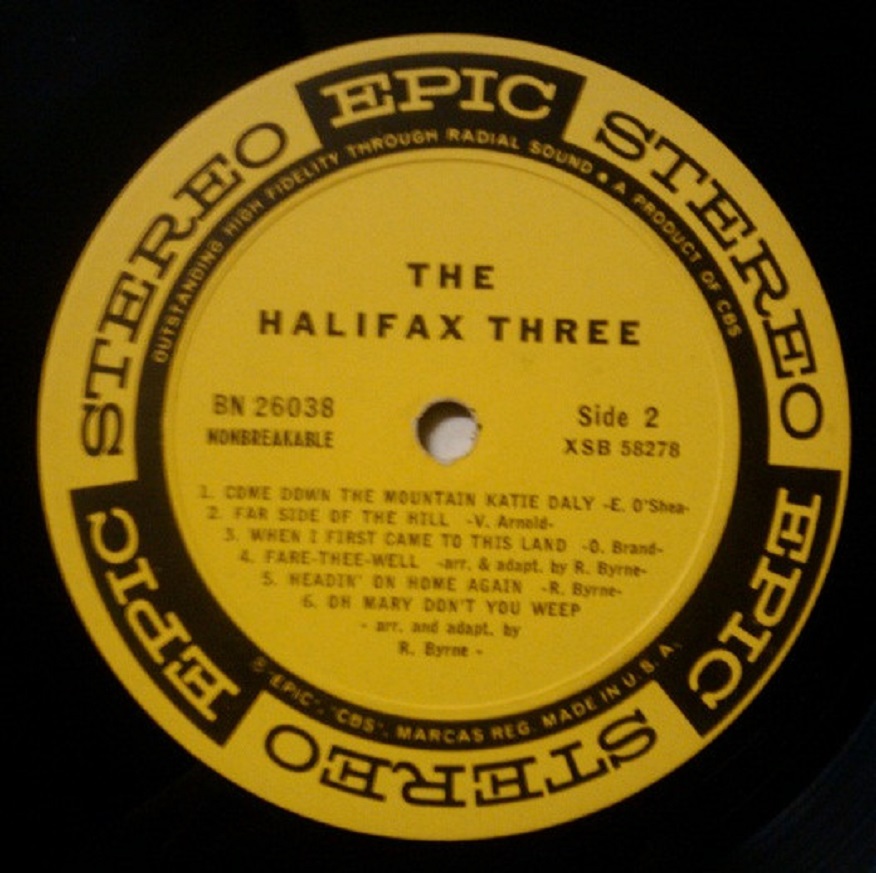 EPIC
STEREO
STEREO
OUTSTANDING HIGH FIDELITY THROUGH RADIAL SOUND • A PRODUCT OF CBS
THE
HALIFAX THREE
BN 26038
NONBREAKABLE
Side 2
XSB 58278
1. COME DOWN THE MOUNTAIN KATIE DALY -E. O'Shea-
2. FAR SIDE OF THE HILL -V. Arnold-
3. WHEN I FIRST CAME TO THIS LAND -O. Brand-
4. FARE-THEE-WELL -arr. & adapt. by R. Byrne-
5. HEADIN' ON HOME AGAIN -R. Byrne-
6. OH MARY DON'T YOU WEEP
- arr. and adapt. by
R. Byrne -
EPIC
EPIC
"EPIC", "CBS", MARCAS REG. MADE IN U.S.A.
STEREO